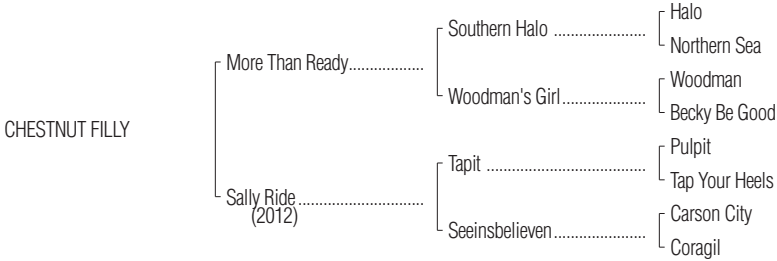 Halo
Southern Halo ......................
Northern Sea
More Than Ready..................
Woodman
Woodman's Girl....................
Becky Be Good
CHESTNUT FILLY
Pulpit
Tapit ......................................
Tap Your Heels
Sally Ride ..............................
(2012)
Carson City
Seeinsbelieven......................
Coragil